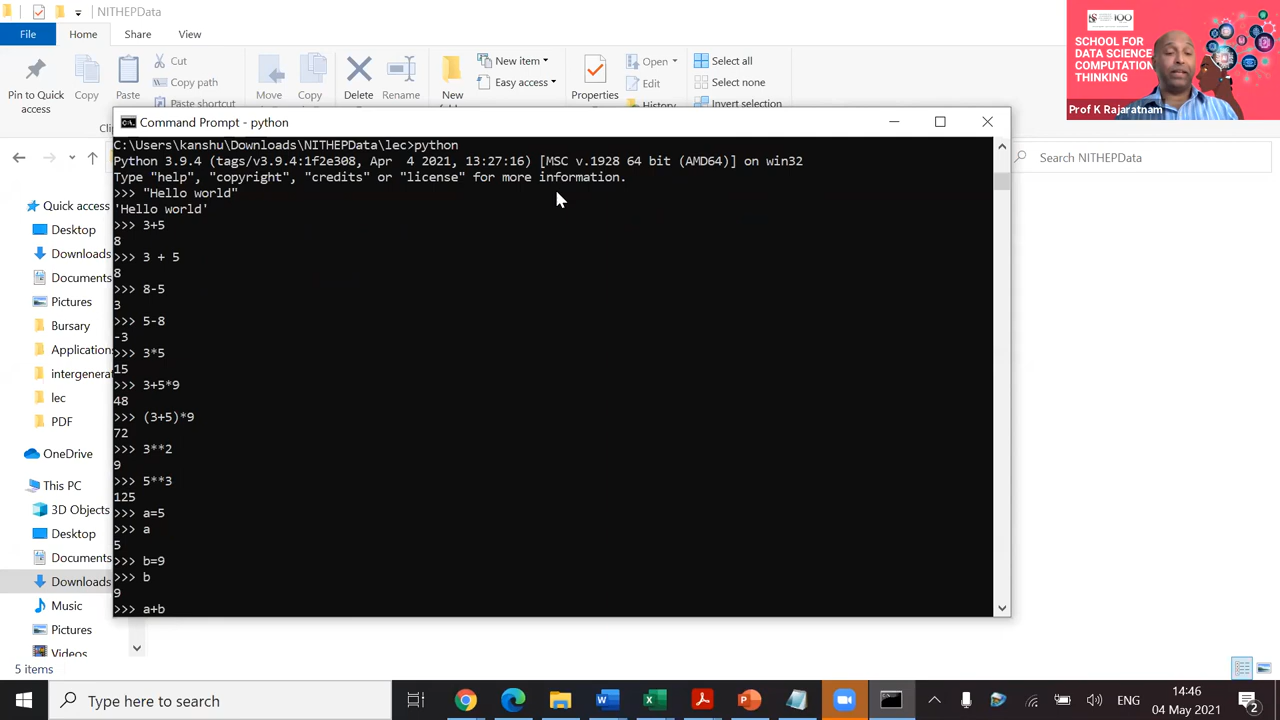 NITHEPData
File Home Share View
Pin to Quick access
Copy
Paste
Cut
Copy path
Paste shortcut
Move to
Copy to
Delete
Rename
New
New item
Easy access
Properties
Open
Edit
History
Select all
Select none
Invert selection
SCHOOL FOR
DATA SCIENCE
COMPUTATION
THINKING
100
Prof K Rajaratnam
Command Prompt - python
Search NITHEPData
C:\Users\kanshu\Downloads\NITHEPData\lec>python
Python 3.9.4 (tags/v3.9.4:1f2e308, Apr  4 2021, 13:27:16) [MSC v.1928 64 bit (AMD64)] on win32
Type "help", "copyright", "credits" or "license" for more information.
>>> "Hello world"
'Hello world'
>>> 3+5
8
>>> 3 + 5
8
>>> 8-5
3
>>> 5-8
-3
>>> 3*5
15
>>> 3+5*9
48
>>> (3+5)*9
72
>>> 3**2
9
>>> 5**3
125
>>> a=5
>>> a
5
>>> b=9
>>> b
9
>>> a+b
Quick access
Desktop
Downloads
Documents
Pictures
Bursary
Application
intergenera
lec
PDF
OneDrive
This PC
3D Objects
Desktop
Documents
Downloads
Music
Pictures
Videos
5 items
Type here to search
ENG
14:46
04 May 2021
2